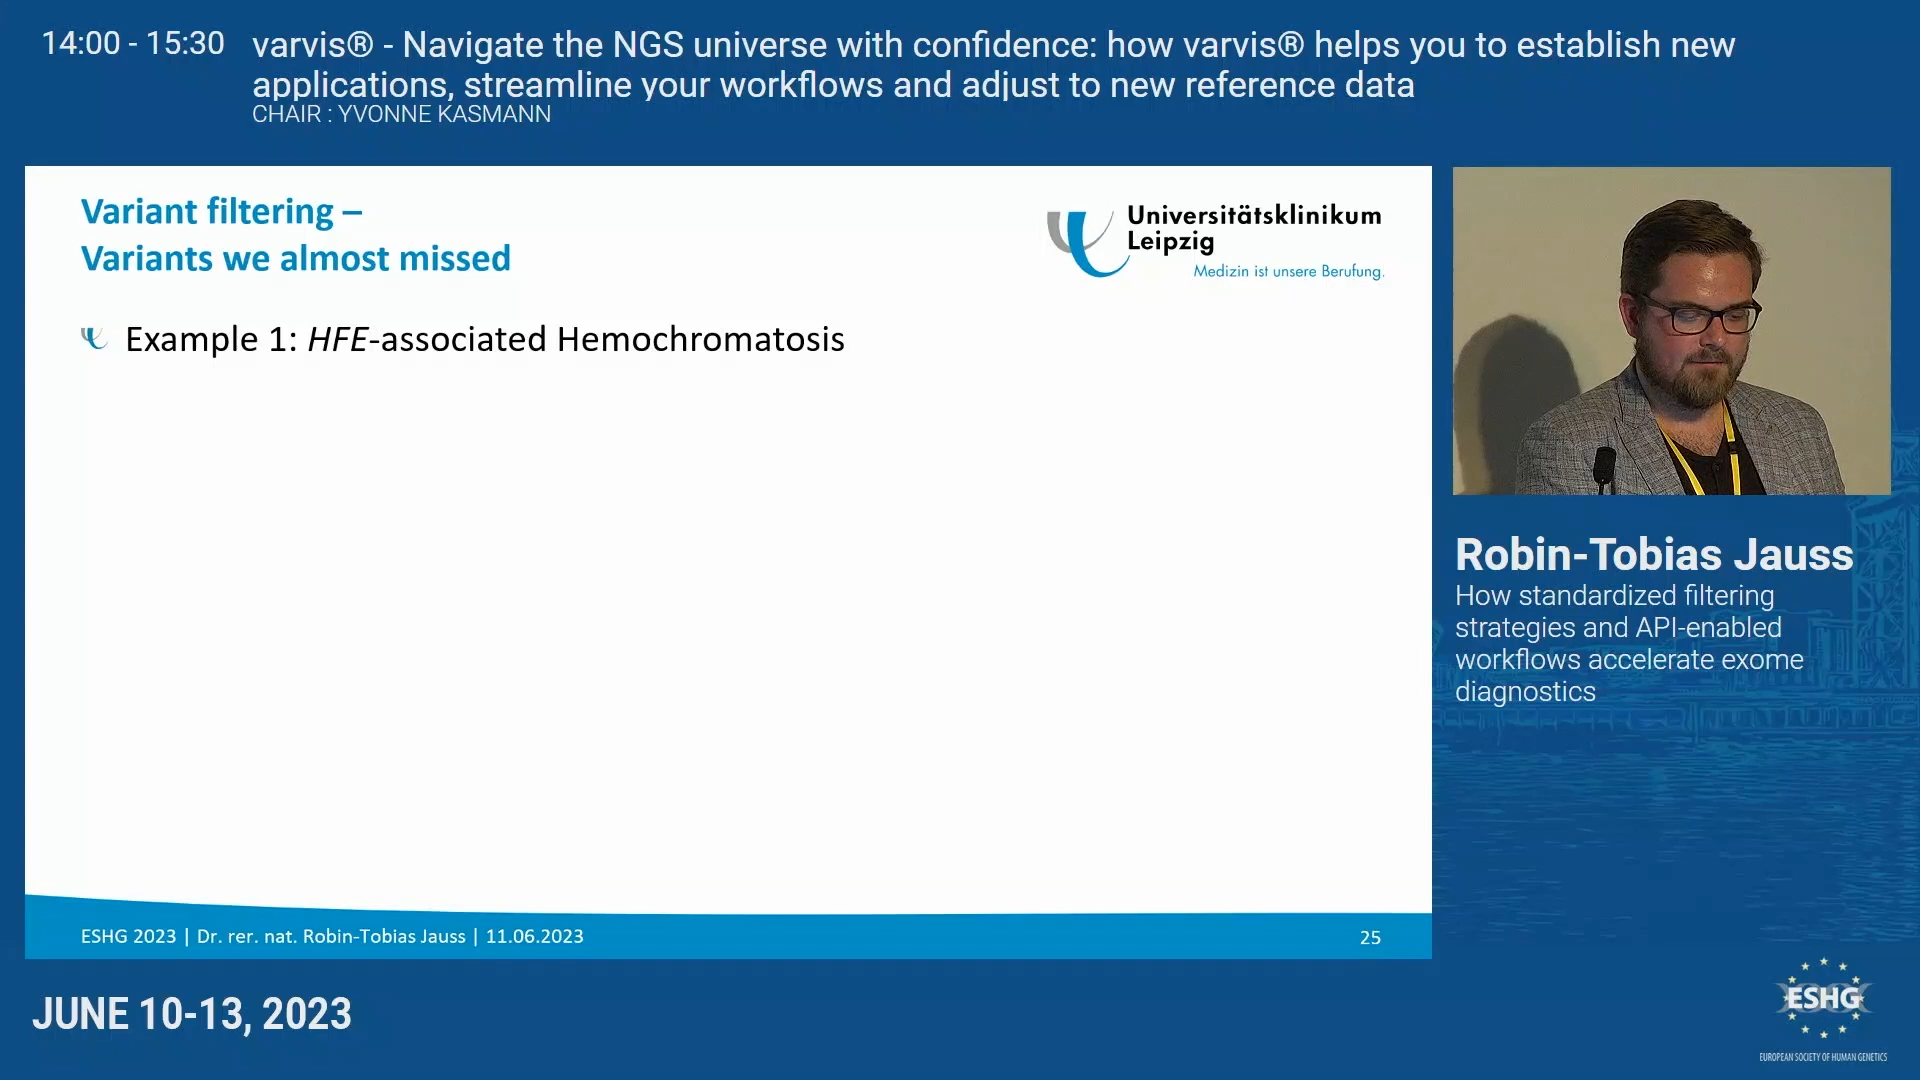 14:00 - 15:30
varvis® - Navigate the NGS universe with confidence: how varvis® helps you to establish new
applications, streamline your workflows and adjust to new reference data
CHAIR : YVONNE KASMANN
Variant filtering –
Variants we almost missed
Universitätsklinikum
Leipzig
Medizin ist unsere Berufung.
Example 1: HFE-associated Hemochromatosis
ESHG 2023 | Dr. rer. nat. Robin-Tobias Jauss | 11.06.2023
25
Robin-Tobias Jauss
How standardized filtering
strategies and API-enabled
workflows accelerate exome
diagnostics
JUNE 10-13, 2023
ESHG
EUROPEAN SOCIETY OF HUMAN GENETICS